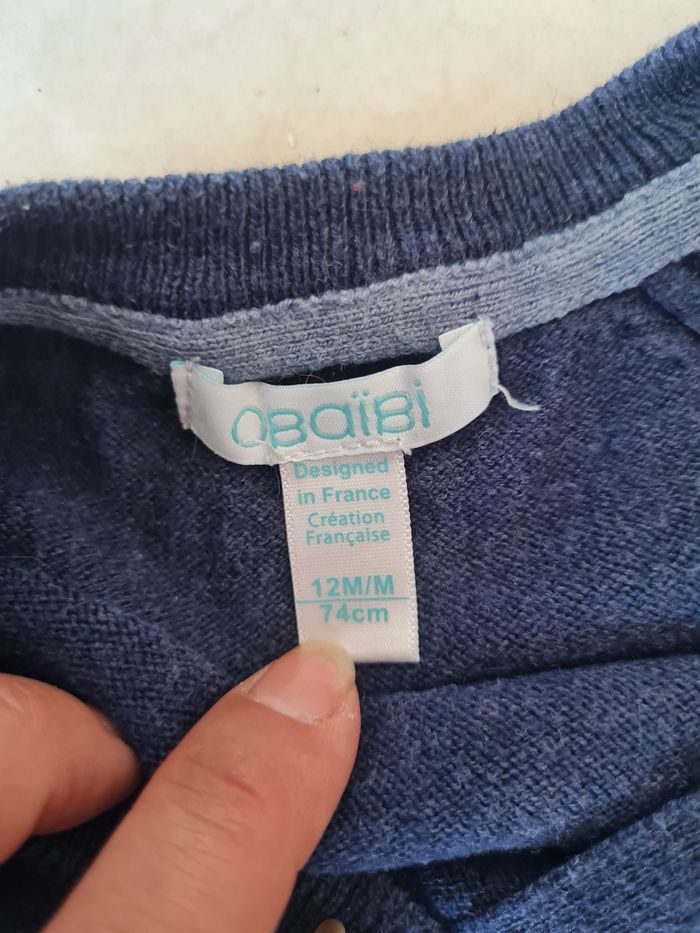 OBaïBi
Designed
in France
Création
Française
12M/M
74cm